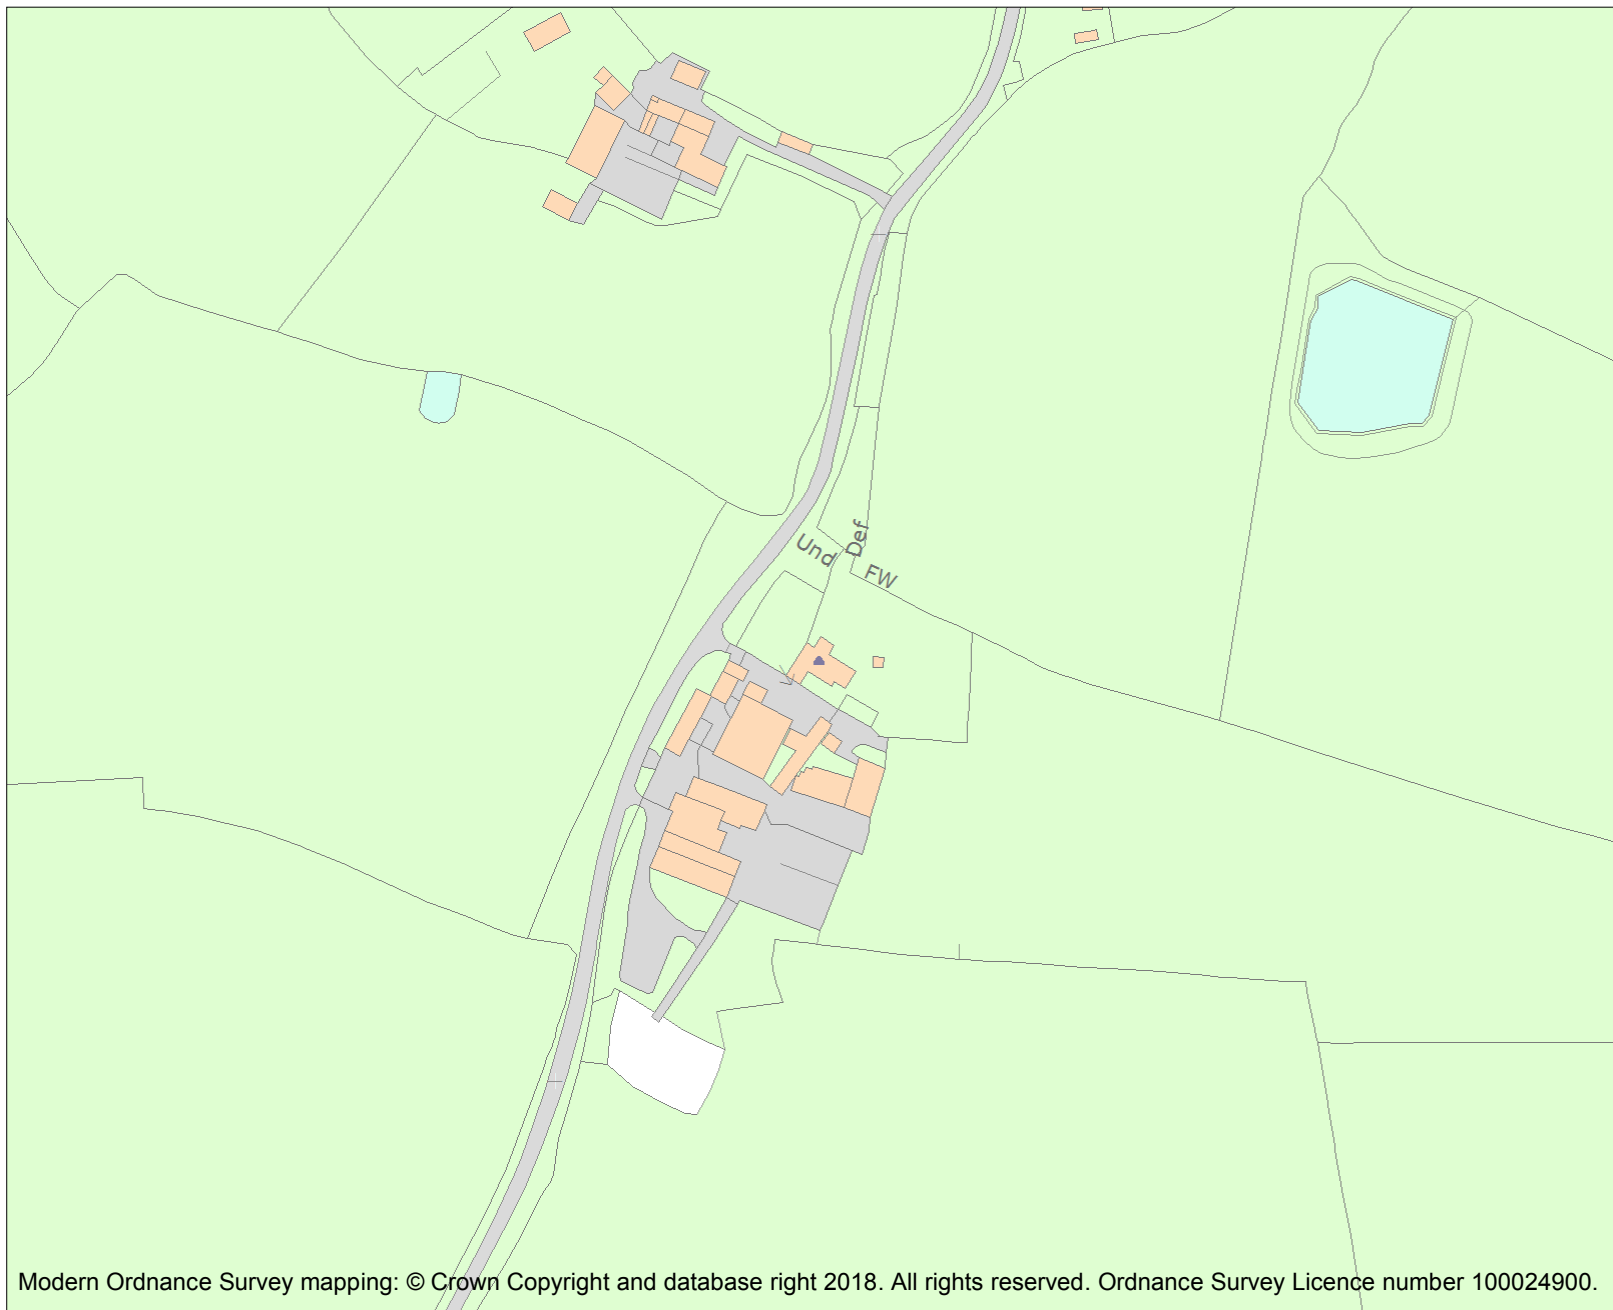 Und
Def
FW
Modern Ordnance Survey mapping: © Crown Copyright and database right 2018. All rights reserved. Ordnance Survey Licence number 100024900.